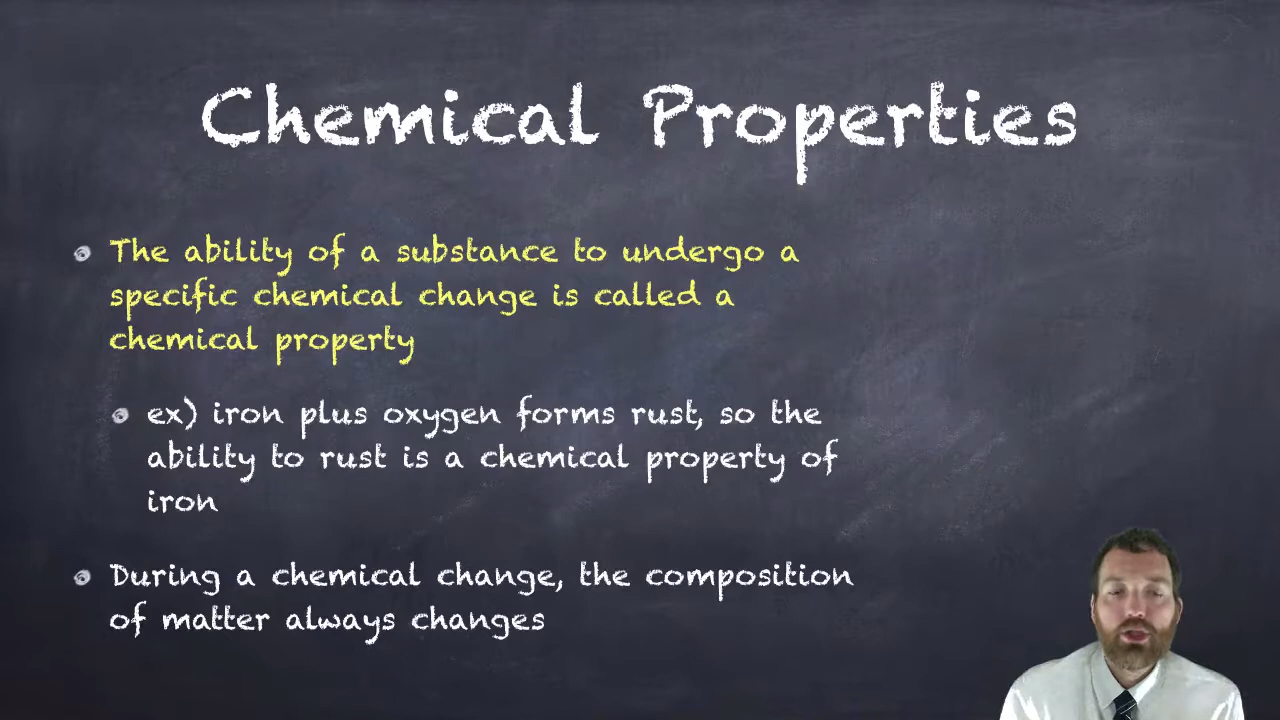 Chemical Properties
The ability of a substance to undergo a
specific chemical change is called a
chemical property
ex) iron plus oxygen forms rust, so the
ability to rust is a chemical property of
iron
During a chemical change, the composition
of matter always changes